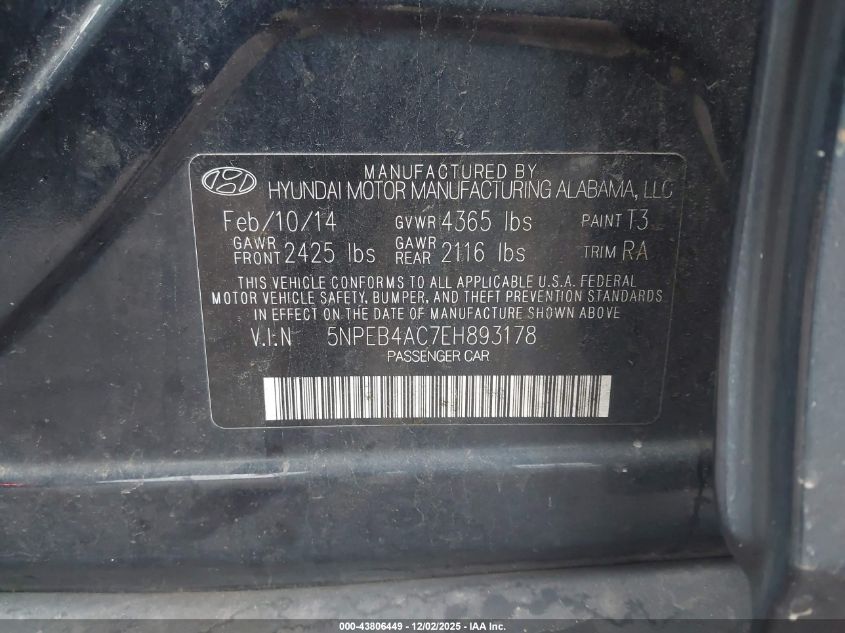 MANUFACTURED BY
HYUNDAI MOTOR MANUFACTURING ALABAMA, LLC
Feb/10/14 GVWR 4365 lbs PAINT T3
GAWR FRONT 2425 lbs GAWR REAR 2116 lbs TRIM RA
THIS VEHICLE CONFORMS TO ALL APPLICABLE U.S.A. FEDERAL
MOTOR VEHICLE SAFETY, BUMPER, AND THEFT PREVENTION STANDARDS
IN EFFECT ON THE DATE OF MANUFACTURE SHOWN ABOVE.
V.I.N 5NPEB4AC7EH893178
PASSENGER CAR
000-43806449 - 12/02/2025 - IAA Inc.